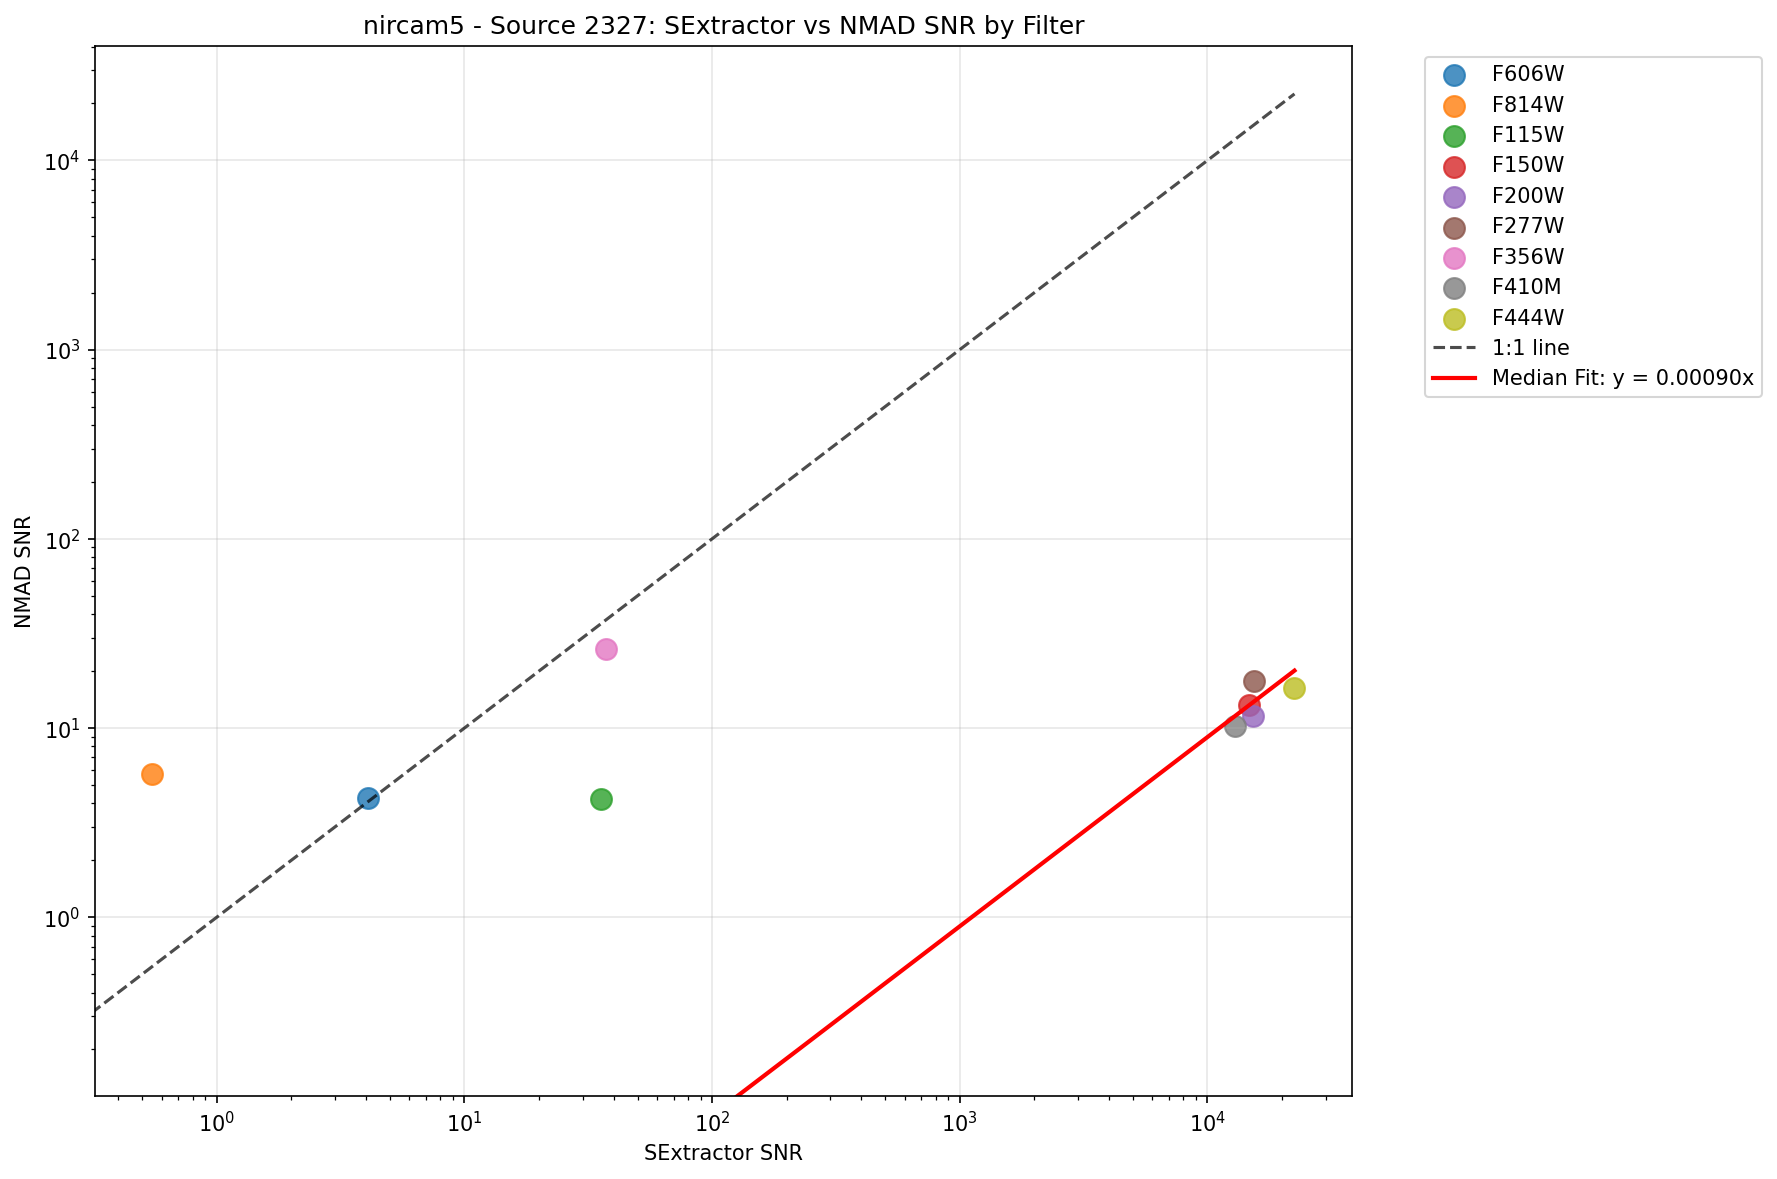 nircam5 - Source 2327: SExtractor vs NMAD SNR by Filter
NMAD SNR
10⁴
10³
10²
10¹
10⁰
10⁰
10¹
10²
10³
10⁴
SExtractor SNR
F606W
F814W
F115W
F150W
F200W
F277W
F356W
F410M
F444W
1:1 line
Median Fit: y = 0.00090x